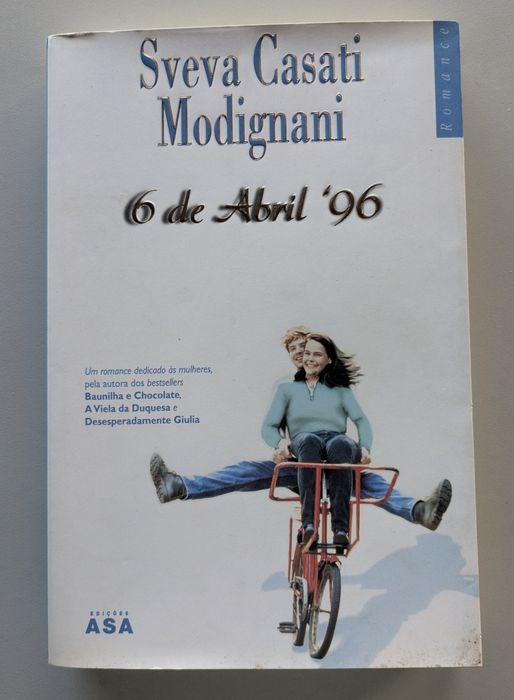 Romance
Sveva Casati
Modignani
6 de Abril '96
Um romance dedicado às mulheres,
pela autora dos bestsellers
Baunilha e Chocolate,
A Viela da Duquesa e
Desesperadamente Giulia
EDIÇÕES
ASA